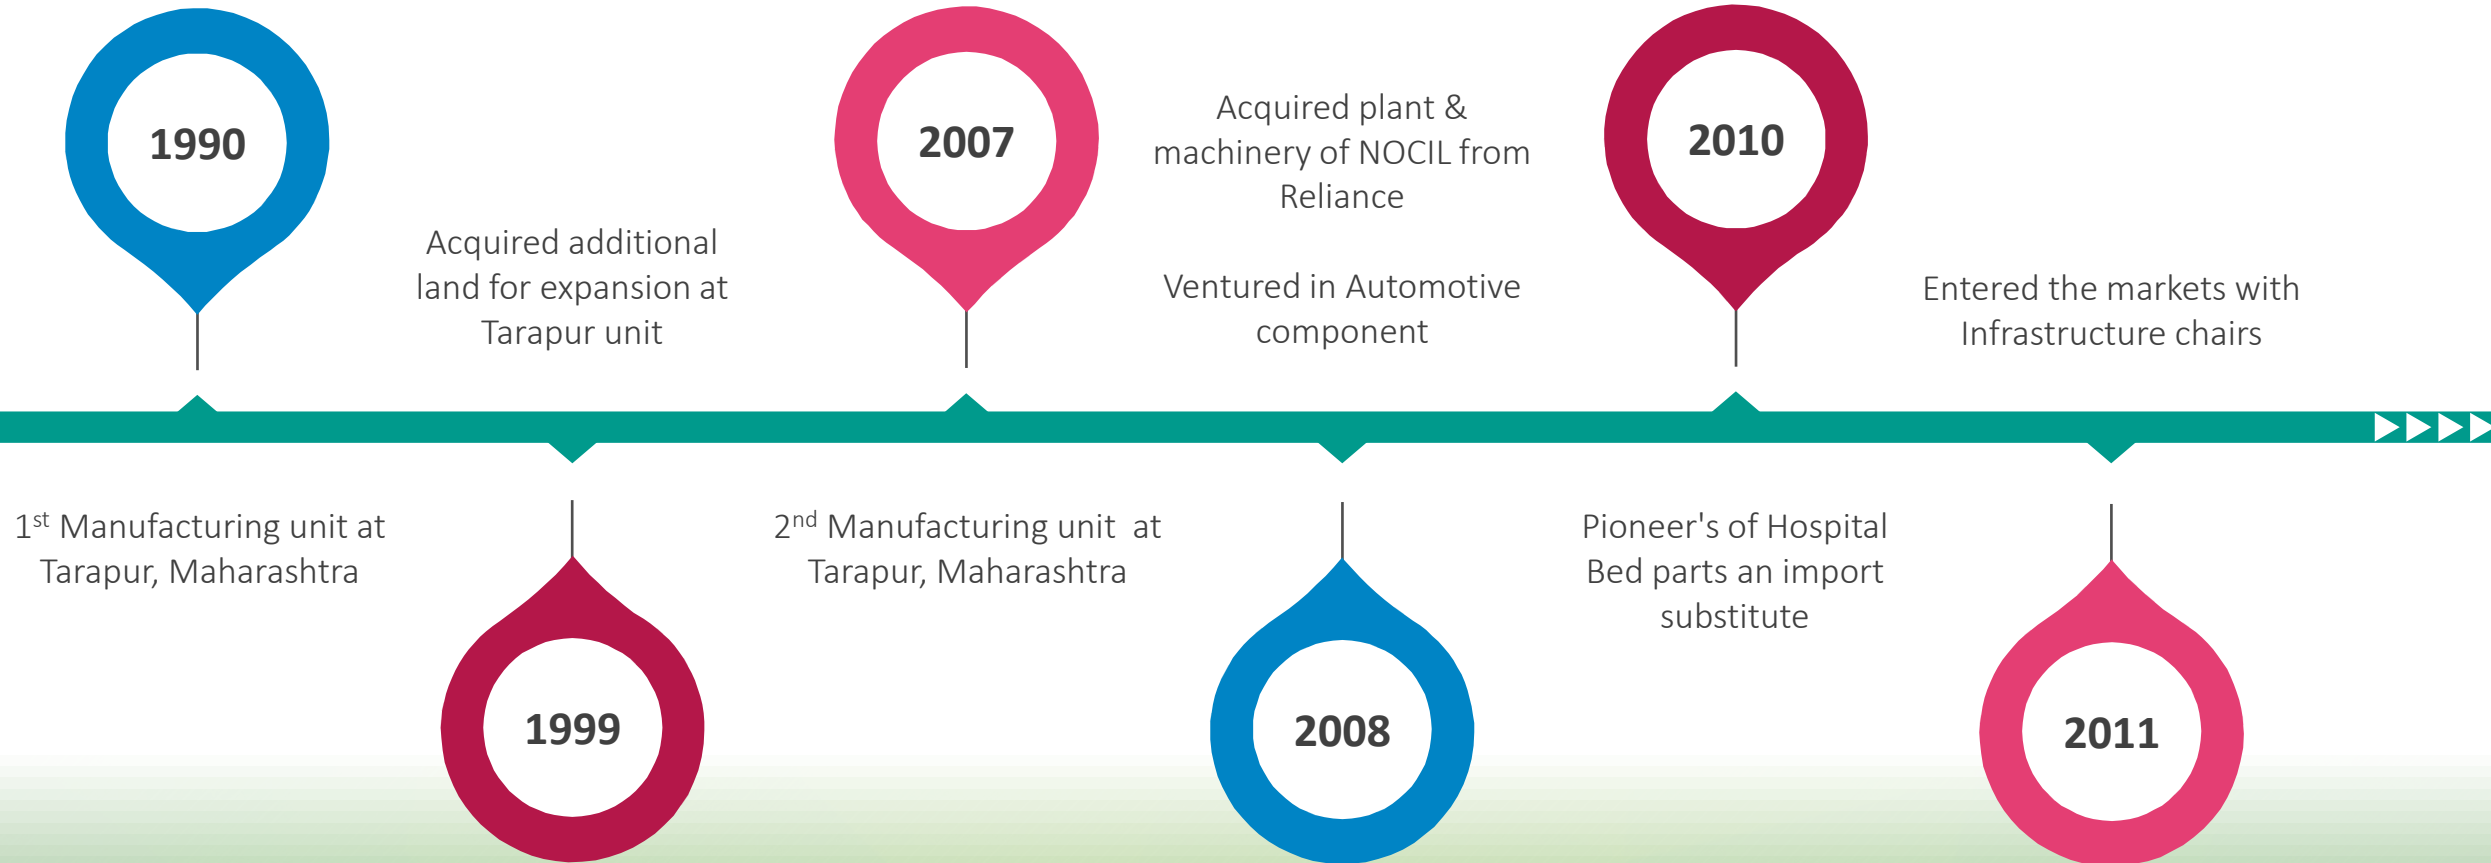 1990
1st Manufacturing unit at
Tarapur, Maharashtra
Acquired additional
land for expansion at
Tarapur unit
1999
2007
2nd Manufacturing unit at
Tarapur, Maharashtra
Acquired plant &
machinery of NOCIL from
Reliance
Ventured in Automotive
component
2008
2010
Pioneer's of Hospital
Bed parts an import
substitute
Entered the markets with
Infrastructure chairs
2011